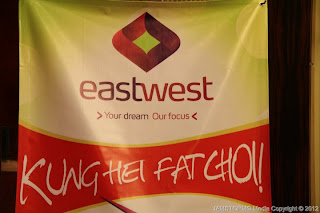 eastwest
> Your dream Our focus <
KUNG HEI FAT CHOI!